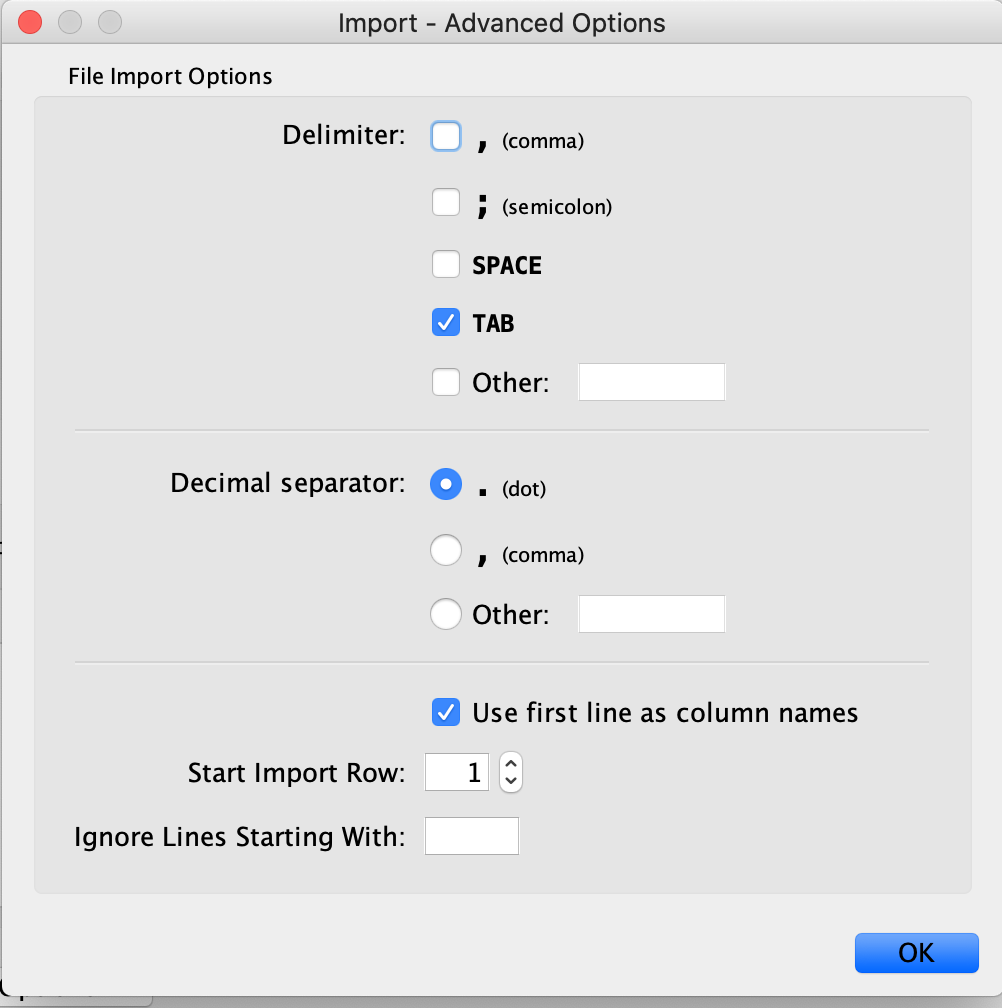 Import - Advanced Options
File Import Options
Delimiter: , (comma)
; (semicolon)
SPACE
TAB
Other:
Decimal separator: . (dot)
, (comma)
Other:
Use first line as column names
Start Import Row: 1
Ignore Lines Starting With:
OK